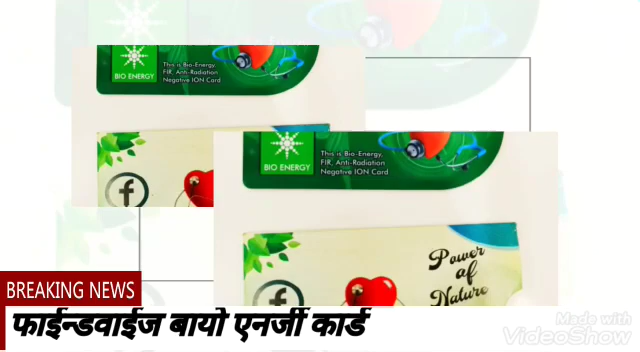 BIO ENERGY
This is Bio-Energy,
FIR, Anti-Radiation
Negative ION Card
f
BIO ENERGY
This is Bio-Energy,
FIR, Anti-Radiation
Negative ION Card
Power
of
Nature
BREAKING NEWS
फाईन्डवाईज बायो एनर्जी कार्ड
Made with
VideoShow